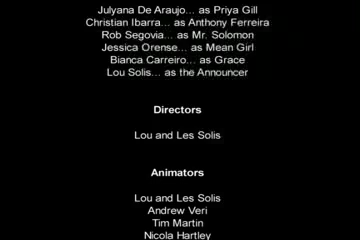 Julyana De Araujo... as Priya Gill
Christian Ibarra... as Anthony Ferreira
Rob Segovia... as Mr. Solomon
Jessica Orense... as Mean Girl
Bianca Carreiro... as Grace
Lou Solis... as the Announcer
Directors
Lou and Les Solis
Animators
Lou and Les Solis
Andrew Veri
Tim Martin
Nicola Hartley